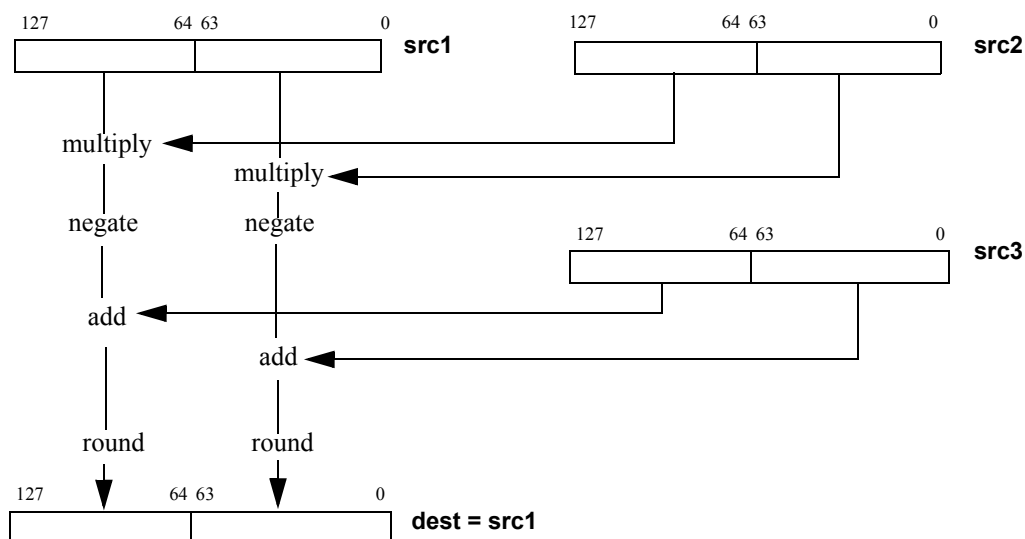 127 64 63 0 src1
127 64 63 0 src2
multiply
multiply
negate negate
127 64 63 0 src3
add
add
round round
127 64 63 0
dest = src1